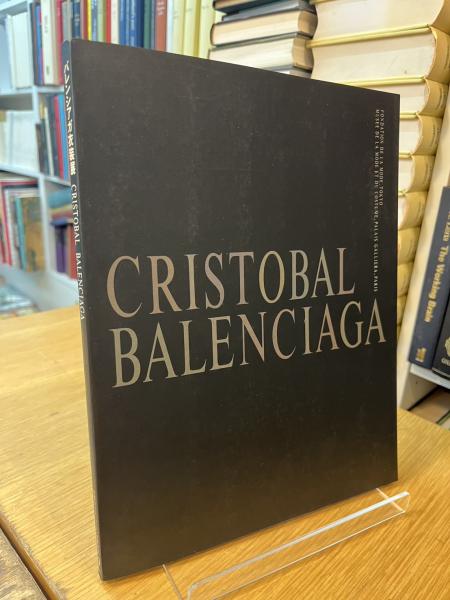 CRISTOBAL
BALENCIAGA
FONDATION DE LA MODE, TOKYO
MUSEE DE LA MODE ET DU COSTUME, PALAIS GALLIERA, PARIS
CRISTOBAL BALENCIAGA
The Working Brain